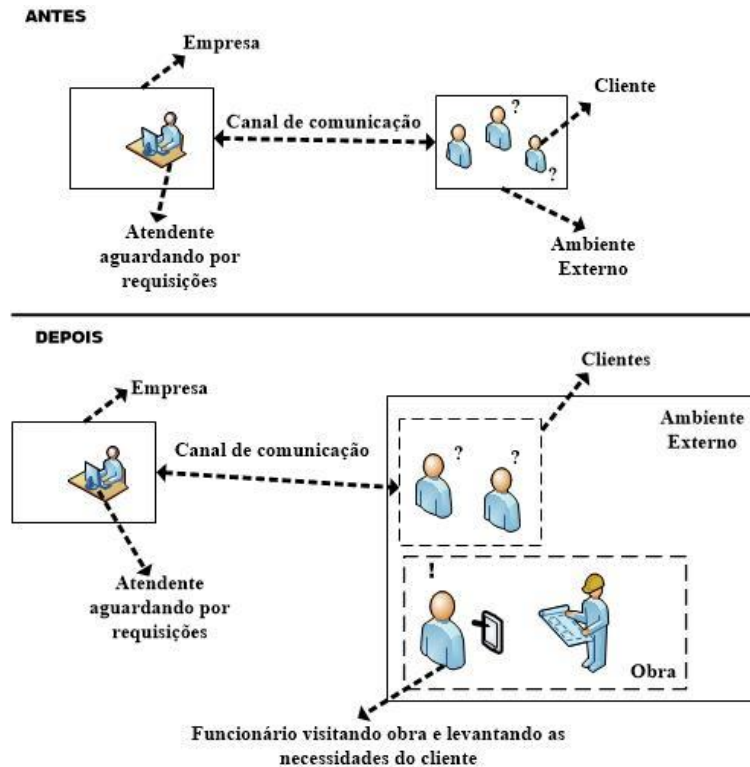 ANTES
Empresa
Cliente
Canal de comunicação
?
?
Atendente
aguardando por
requisições
Ambiente
Externo
DEPOIS
Clientes
Empresa
Ambiente
Externo
Canal de comunicação
? ?
Atendente
aguardando por
requisições
!
Obra
Funcionário visitando obra e levantando as
necessidades do cliente